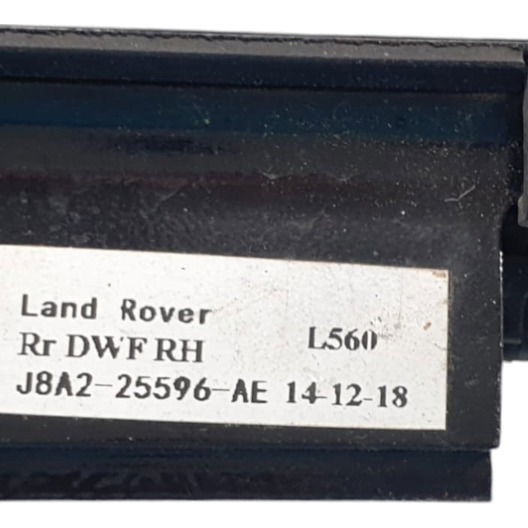 Land Rover
Rr DWF RH L560
J8A2-25596-AE 14-12-18